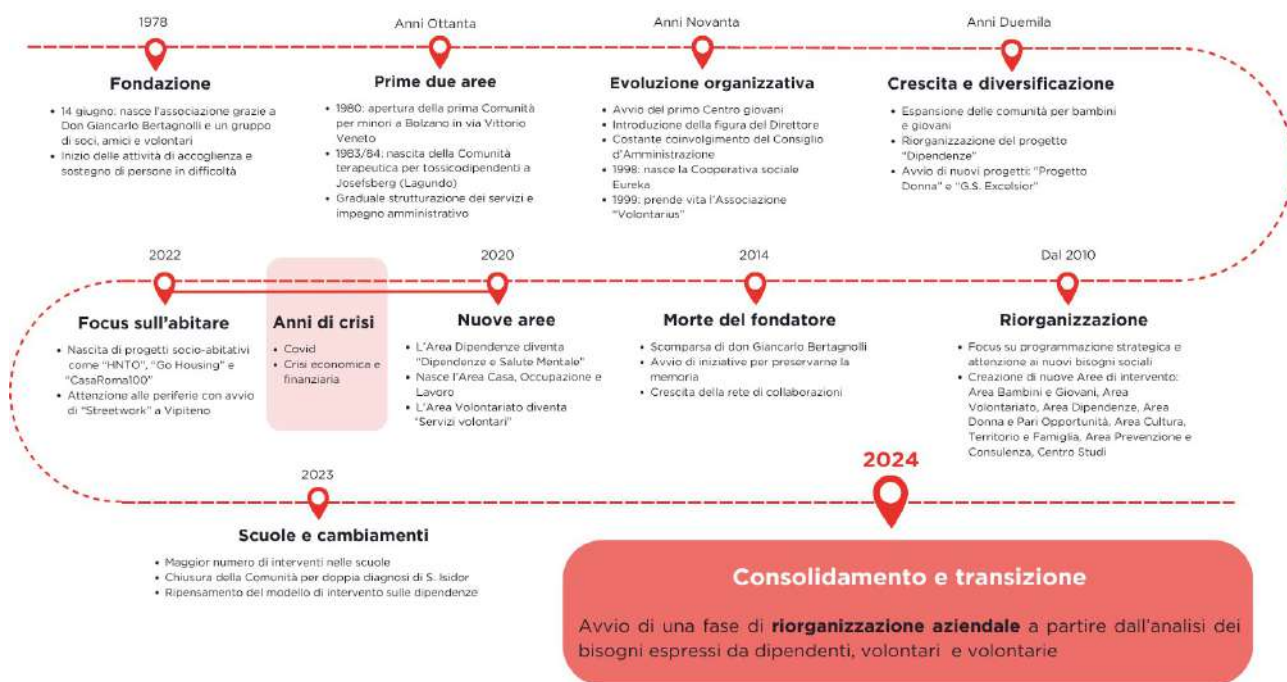 1978
Fondazione
• 14 giugno: nasce l'associazione grazie a
Don Giancarlo Bertagnolli e un gruppo
di soci, amici e volontari
• Inizio delle attività di accoglienza e
sostegno di persone in difficoltà
Anni Ottanta
Prime due aree
• 1980: apertura della prima Comunità
per minori a Bolzano in via Vittorio
Veneto
• 1983/84: nascita della Comunità
terapeutica per tossicodipendenti a
Josefsberg (Lagundo)
• Graduale strutturazione dei servizi e
impegno amministrativo
Anni Novanta
Evoluzione organizzativa
• Avvio del primo Centro giovani
• Introduzione della figura del Direttore
• Costante coinvolgimento del Consiglio
d'Amministrazione
• 1998: nasce la Cooperativa sociale
Eureka
• 1999: prende vita l'Associazione
"Volontarius"
Anni Duemila
Crescita e diversificazione
• Espansione delle comunità per bambini
e giovani
• Riorganizzazione del progetto
"Dipendenze"
• Avvio di nuovi progetti: "Progetto
Donna" e "G.S. Excelsior"
Dal 2010
Riorganizzazione
• Focus su programmazione strategica e
attenzione ai nuovi bisogni sociali
• Creazione di nuove Aree di intervento:
Area Bambini e Giovani, Area
Volontariato, Area Dipendenze, Area
Donna e Pari Opportunità, Area Cultura,
Territorio e Famiglia, Area Prevenzione e
Consulenza, Centro Studi
2014
Morte del fondatore
• Scomparsa di don Giancarlo Bertagnolli
• Avvio di iniziative per preservarne la
memoria
• Crescita della rete di collaborazioni
2020
Nuove aree
• L'Area Dipendenze diventa
"Dipendenze e Salute Mentale"
• Nasce l'Area Casa, Occupazione e
Lavoro
• L'Area Volontariato diventa
"Servizi volontari"
Anni di crisi
• Covid
• Crisi economica e
finanziaria
2022
Focus sull'abitare
• Nascita di progetti socio-abitativi
come "HNTO", "Go Housing" e
"CasaRoma100"
• Attenzione alle periferie con avvio
di "Streetwork" a Vipiteno
2023
Scuole e cambiamenti
• Maggior numero di interventi nelle scuole
• Chiusura della Comunità per doppia diagnosi di S. Isidor
• Ripensamento del modello di intervento sulle dipendenze
2024
Consolidamento e transizione
Avvio di una fase di riorganizzazione aziendale a partire dall'analisi dei
bisogni espressi da dipendenti, volontari e volontarie